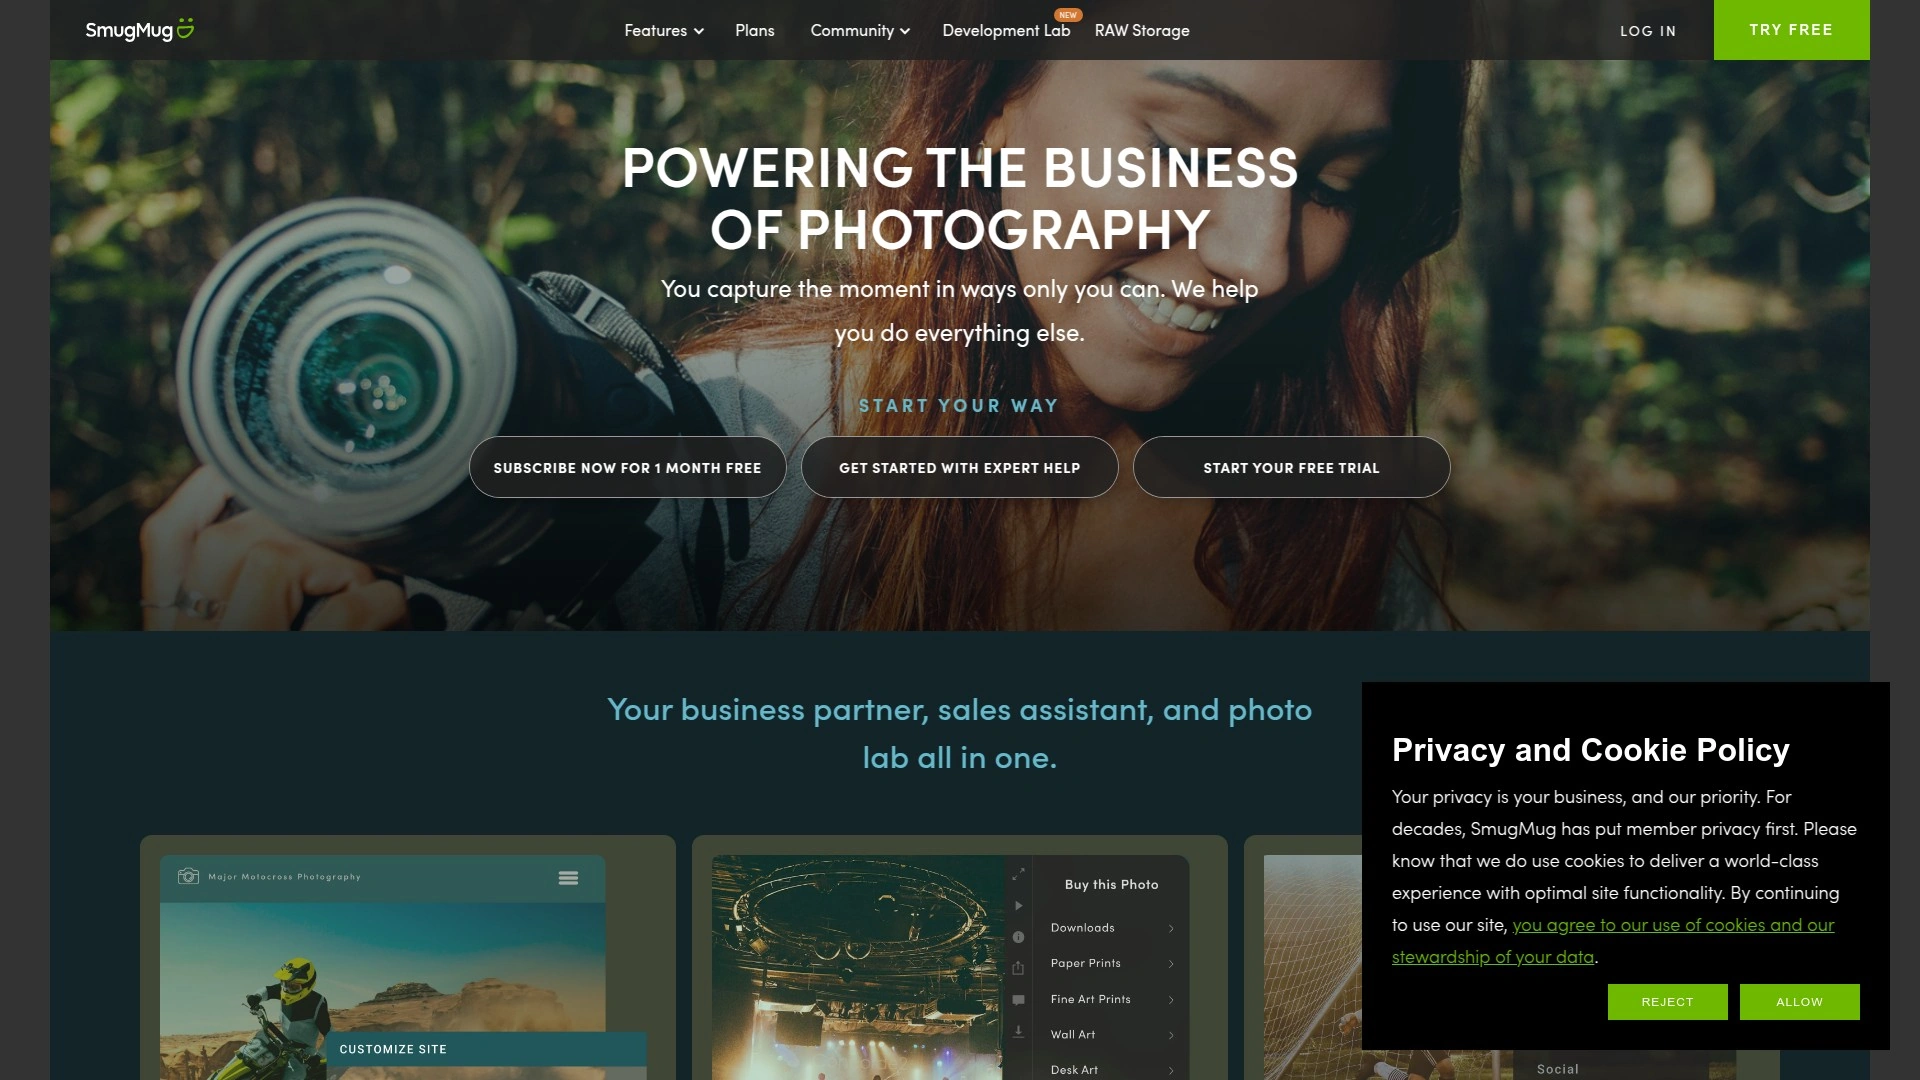 SmugMug
Features
Plans
Community
Development Lab
NEW
RAW Storage
LOG IN
TRY FREE
POWERING THE BUSINESS
OF PHOTOGRAPHY
You capture the moment in ways only you can. We help
you do everything else.
START YOUR WAY
SUBSCRIBE NOW FOR 1 MONTH FREE
GET STARTED WITH EXPERT HELP
START YOUR FREE TRIAL
Your business partner, sales assistant, and photo
lab all in one.
Major Motocross Photography
CUSTOMIZE SITE
Buy this Photo
Downloads
Paper Prints
Fine Art Prints
Wall Art
Desk Art
Social
Privacy and Cookie Policy
Your privacy is your business, and our priority. For
decades, SmugMug has put member privacy first. Please
know that we do use cookies to deliver a world-class
experience with optimal site functionality. By continuing
to use our site, you agree to our use of cookies and our
stewardship of your data.
REJECT
ALLOW